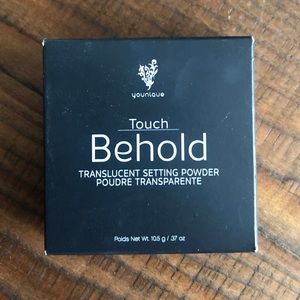 younique
Touch
Behold
TRANSLUCENT SETTING POWDER
POUDRE TRANSPARENTE
Poids Net Wt. 10.5 g / .37 oz